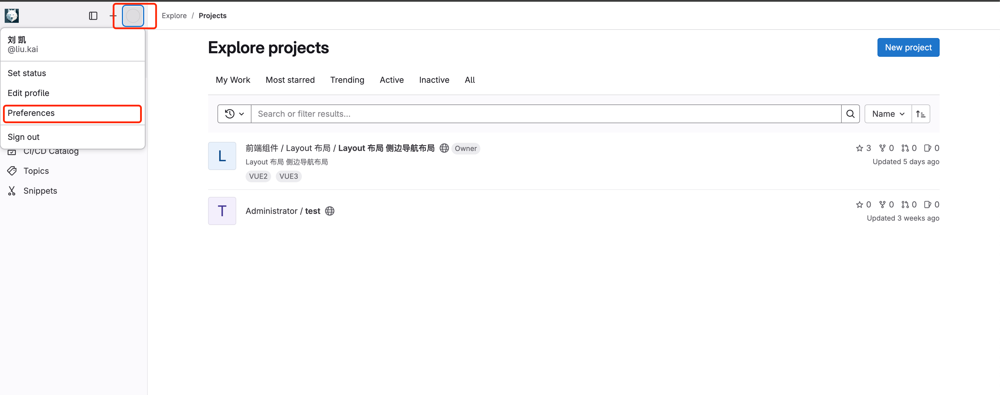 Explore / Projects
刘 凯
@liu.kai
Set status
Edit profile
Preferences
Sign out
CI/CD Catalog
Topics
Snippets
Explore projects
New project
My Work Most starred Trending Active Inactive All
Search or filter results...
Name
L
前端组件 / Layout 布局 / Layout 布局 侧边导航布局 Owner
3 0 0 0
Layout 布局 侧边导航布局
Updated 5 days ago
VUE2 VUE3
T
Administrator / test
0 0 0 0
Updated 3 weeks ago